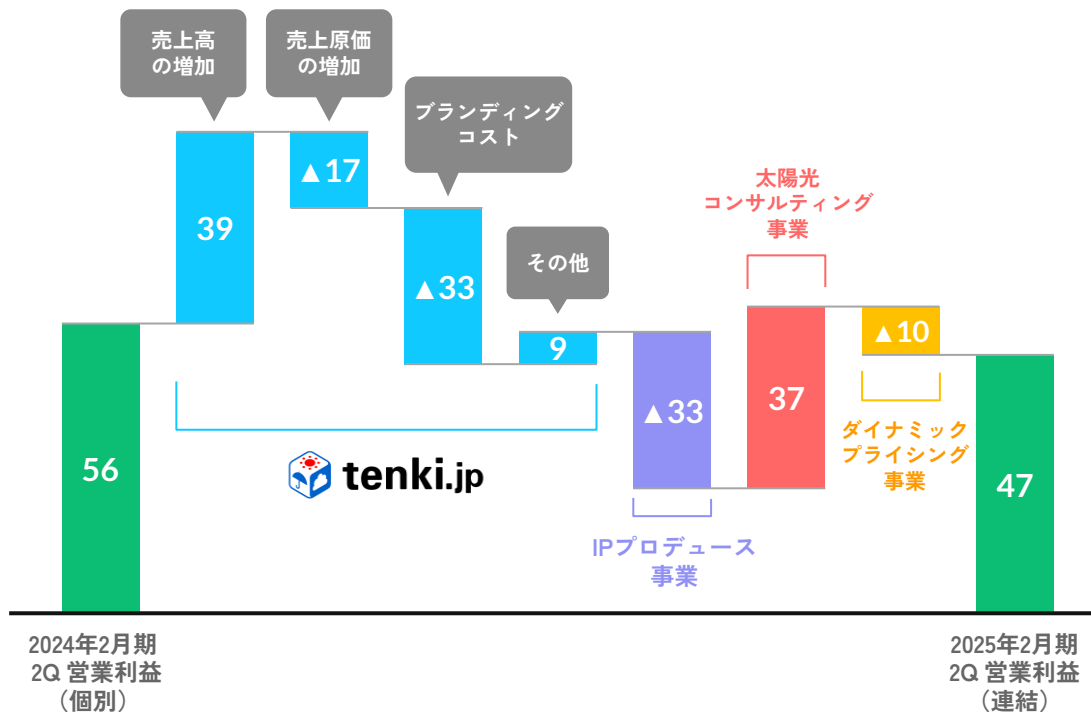 売上高
の増加
売上原価
の増加
ブランディング
コスト
その他
太陽光
コンサルティング
事業
39
▲17
▲33
9
▲33
37
▲10
56
47
tenki.jp
IPプロデュース
事業
ダイナミック
プライシング
事業
2024年2月期
2Q 営業利益
（個別）
2025年2月期
2Q 営業利益
（連結）